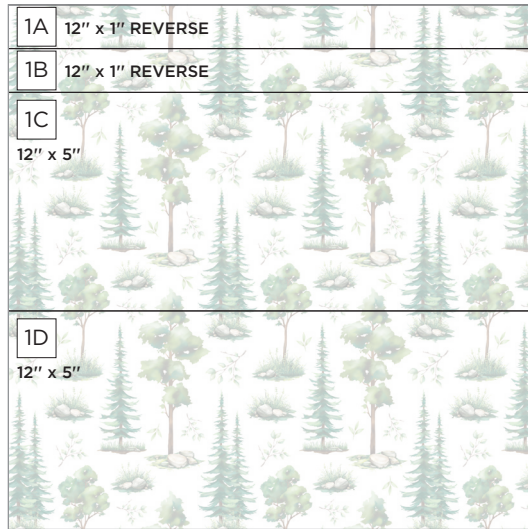 1A 12" x 1" REVERSE
1B 12" x 1" REVERSE
1C
12" x 5"
1D
12" x 5"